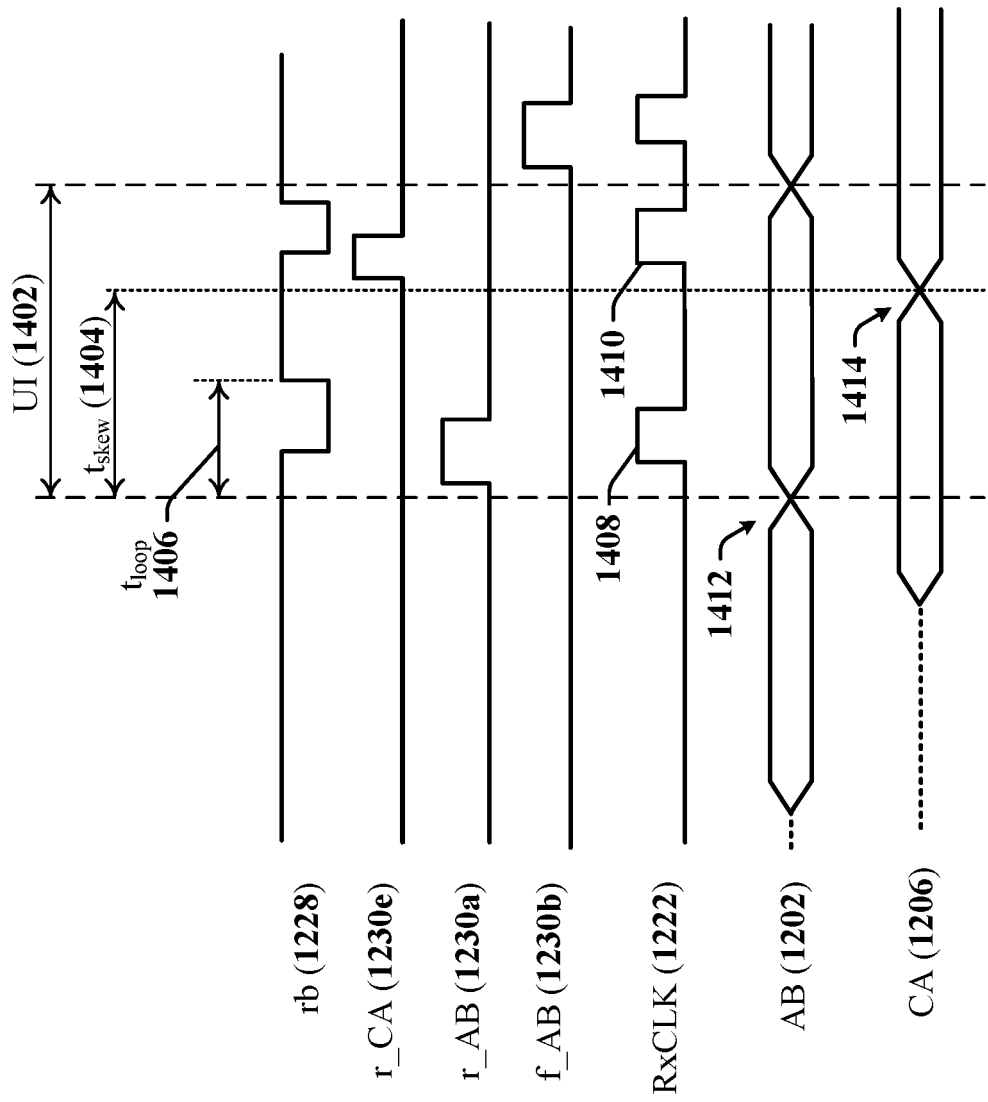 UI (1402)
t_skew (1404)
t_loop
1406
rb (1228)
r_CA (1230e)
r_AB (1230a)
f_AB (1230b)
1408
1410
RxCLK (1222)
1412
AB (1202)
1414
CA (1206)